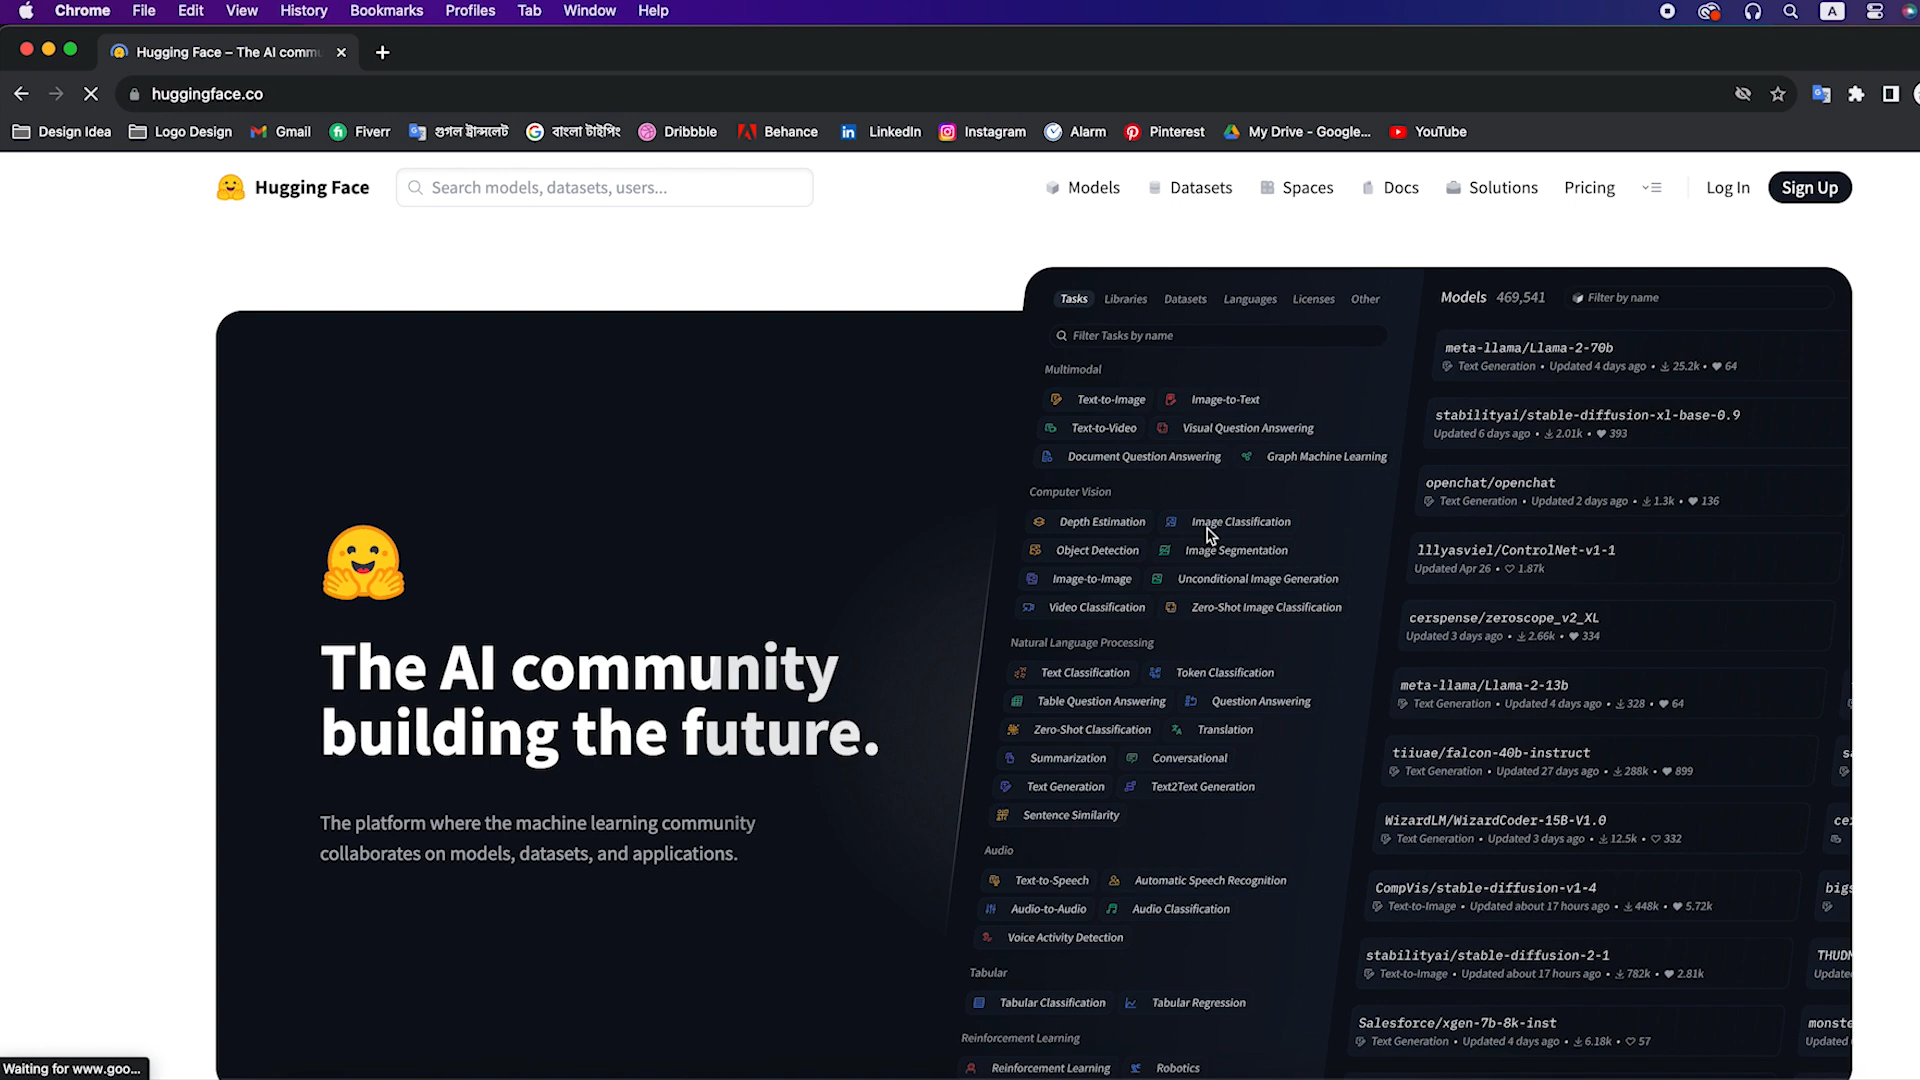 Chrome File Edit View History Bookmarks Profiles Tab Window Help A
Hugging Face – The AI commu
huggingface.co
Design Idea Logo Design Gmail Fiverr গুগল ট্রান্সলেট বাংলা টাইপিং Dribbble Behance LinkedIn Instagram Alarm Pinterest My Drive - Google... YouTube
Hugging Face Search models, datasets, users... Models Datasets Spaces Docs Solutions Pricing Log In Sign Up
The AI community
building the future.
The platform where the machine learning community
collaborates on models, datasets, and applications.
Tasks Libraries Datasets Languages Licenses Other
Filter Tasks by name
Multimodal
Text-to-Image Image-to-Text
Text-to-Video Visual Question Answering
Document Question Answering Graph Machine Learning
Computer Vision
Depth Estimation Image Classification
Object Detection Image Segmentation
Image-to-Image Unconditional Image Generation
Video Classification Zero-Shot Image Classification
Natural Language Processing
Text Classification Token Classification
Table Question Answering Question Answering
Zero-Shot Classification Translation
Summarization Conversational
Text Generation Text2Text Generation
Sentence Similarity
Audio
Text-to-Speech Automatic Speech Recognition
Audio-to-Audio Audio Classification
Voice Activity Detection
Tabular
Tabular Classification Tabular Regression
Reinforcement Learning
Reinforcement Learning Robotics
Models 469,541 Filter by name
meta-llama/Llama-2-70b
Text Generation • Updated 4 days ago • 25.2k • 64
stabilityai/stable-diffusion-xl-base-0.9
Updated 6 days ago • 2.01k • 393
openchat/openchat
Text Generation • Updated 2 days ago • 1.3k • 136
lllyasviel/ControlNet-v1-1
Updated Apr 26 • 1.87k
cerspense/zeroscope_v2_XL
Updated 3 days ago • 2.66k • 334
meta-llama/Llama-2-13b
Text Generation • Updated 4 days ago • 328 • 64
tiiuae/falcon-40b-instruct
Text Generation • Updated 27 days ago • 288k • 899
WizardLM/WizardCoder-15B-V1.0
Text Generation • Updated 3 days ago • 12.5k • 332
CompVis/stable-diffusion-v1-4
Text-to-Image • Updated about 17 hours ago • 448k • 5.72k
stabilityai/stable-diffusion-2-1
Text-to-Image • Updated about 17 hours ago • 782k • 2.81k
Salesforce/xgen-7b-8k-inst
Text Generation • Updated 4 days ago • 6.18k • 57
THUDM
Update
monste
Updated
Waiting for www.goo...